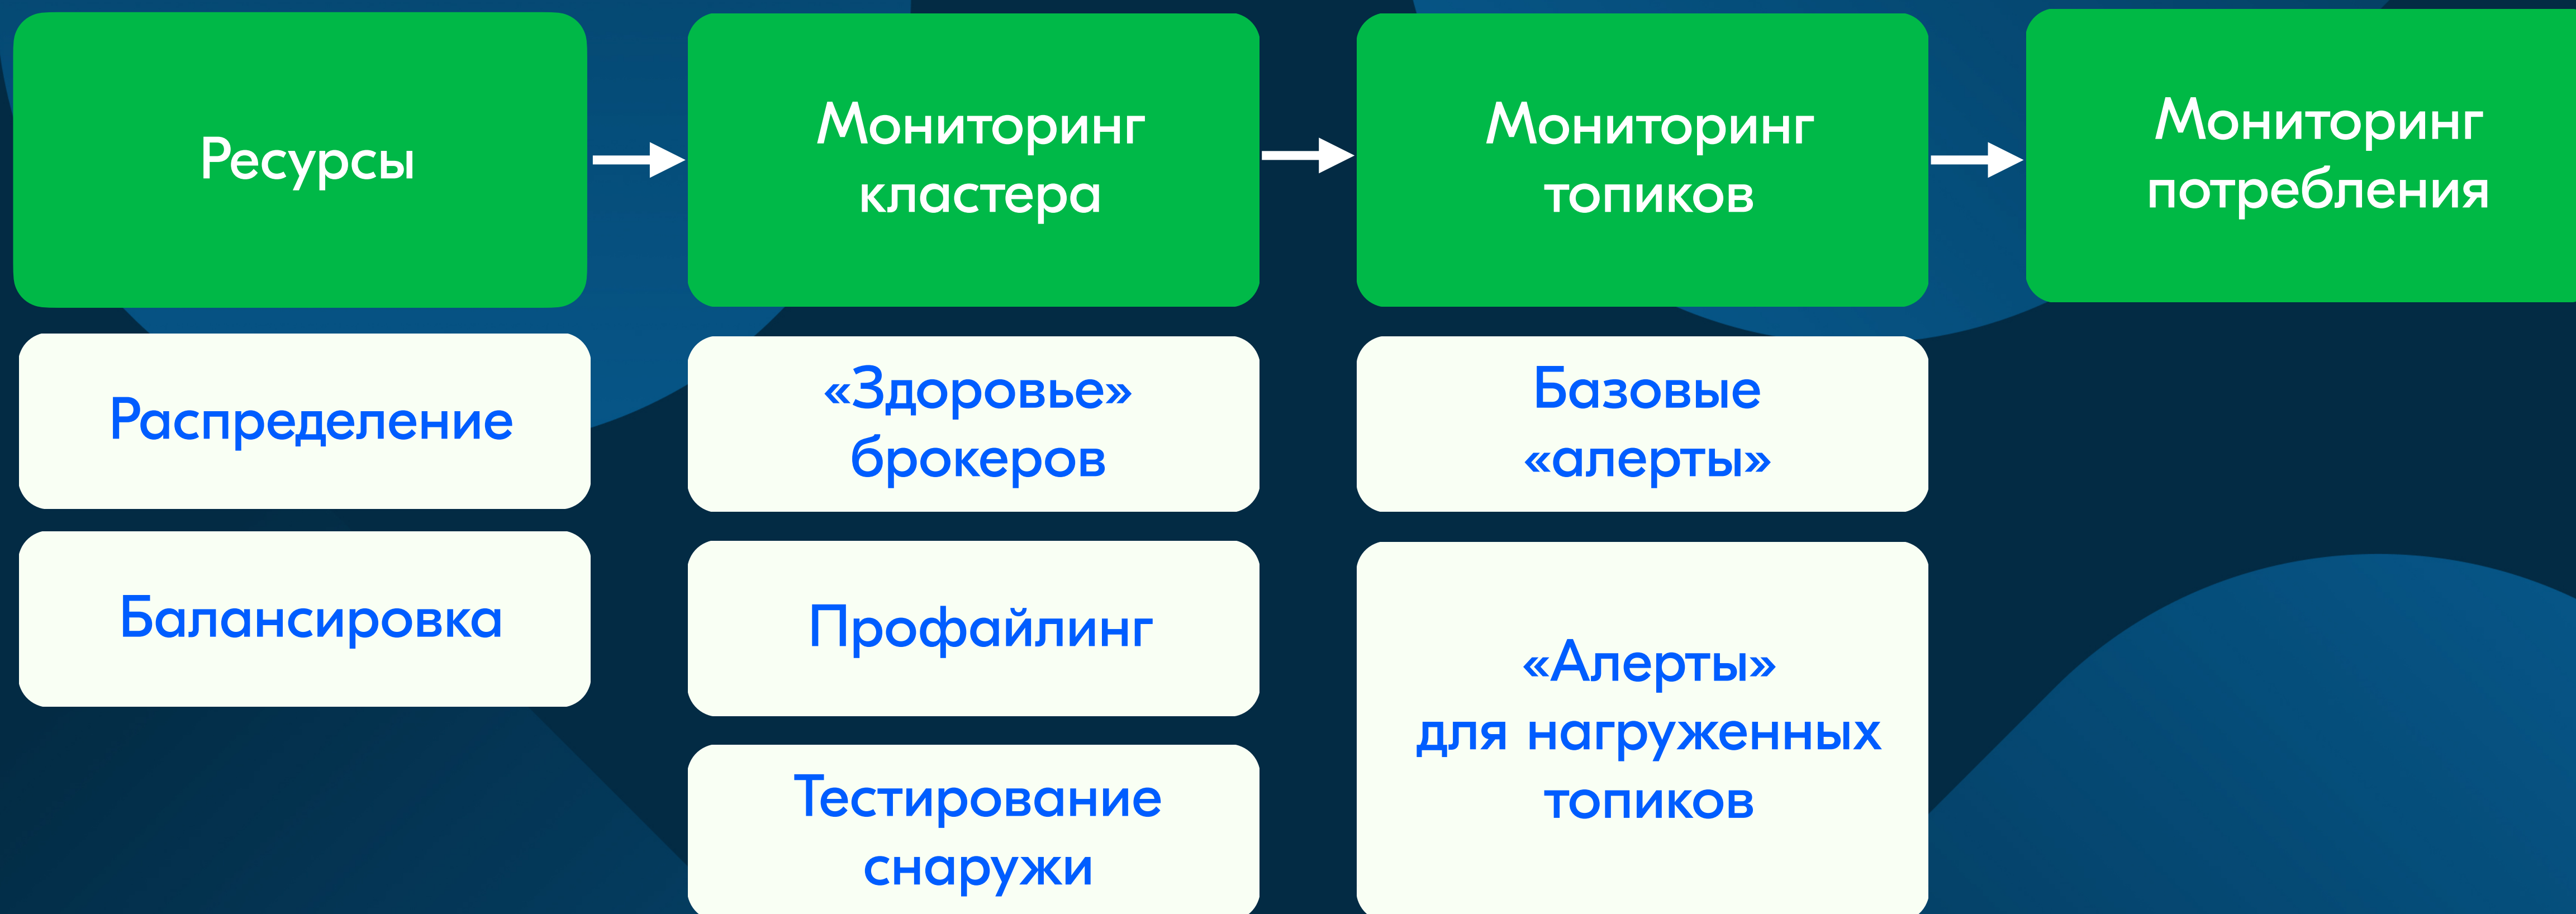 Ресурсы
Мониторинг
кластера
Мониторинг
топиков
Мониторинг
потребления
Распределение
Балансировка
«Здоровье»
брокеров
Профайлинг
Тестирование
снаружи
Базовые
«алерты»
«Алерты»
для нагруженных
топиков